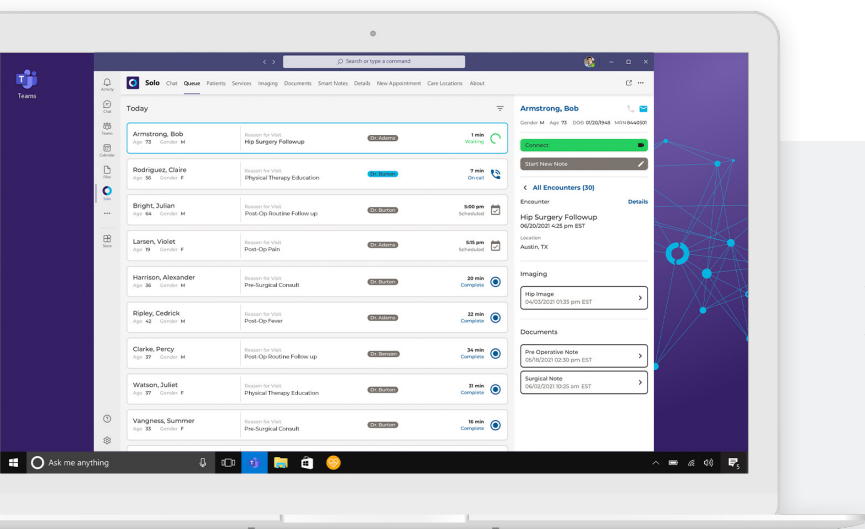 Search or type a command
Teams
Activity
Chat
Teams
Calendar
Files
Solo
Store
Solo Chat Queue Patients Services Imaging Documents Smart Notes Details New Appointment Care Locations About
Today
Armstrong, Bob
Age 73 Gender M
Reason for Visit
Hip Surgery Followup
Dr. Adams
1 min
Waiting
Rodriguez, Claire
Age 56 Gender F
Reason for Visit
Physical Therapy Education
Dr. Burton
7 min
On call
Bright, Julian
Age 64 Gender M
Reason for Visit
Post-Op Routine Follow up
Dr. Burton
5:00 pm
Scheduled
Larsen, Violet
Age 19 Gender F
Reason for Visit
Post-Op Pain
Dr. Adams
5:15 pm
Scheduled
Harrison, Alexander
Age 36 Gender M
Reason for Visit
Pre-Surgical Consult
Dr. Burton
20 min
Complete
Ripley, Cedrick
Age 42 Gender M
Reason for Visit
Post-Op Fever
Dr. Adams
22 min
Complete
Clarke, Percy
Age 37 Gender M
Reason for Visit
Post-Op Routine Follow up
Dr. Benson
34 min
Complete
Watson, Juliet
Age 37 Gender F
Reason for Visit
Physical Therapy Education
Dr. Burton
31 min
Complete
Vangness, Summer
Age 33 Gender F
Reason for Visit
Pre-Surgical Consult
Dr. Burton
16 min
Complete
Armstrong, Bob
Gender M Age 73 DOB 01/20/1948 MRN 8440501
Connect
Start New Note
All Encounters (30)
Encounter Details
Hip Surgery Followup
06/20/2021 4:25 pm EST
Location
Austin, TX
Imaging
Hip Image
04/03/2021 01:35 pm EST
Documents
Pre Operative Note
05/18/2021 02:30 pm EST
Surgical Note
06/02/2021 10:25 am EST
Ask me anything
5